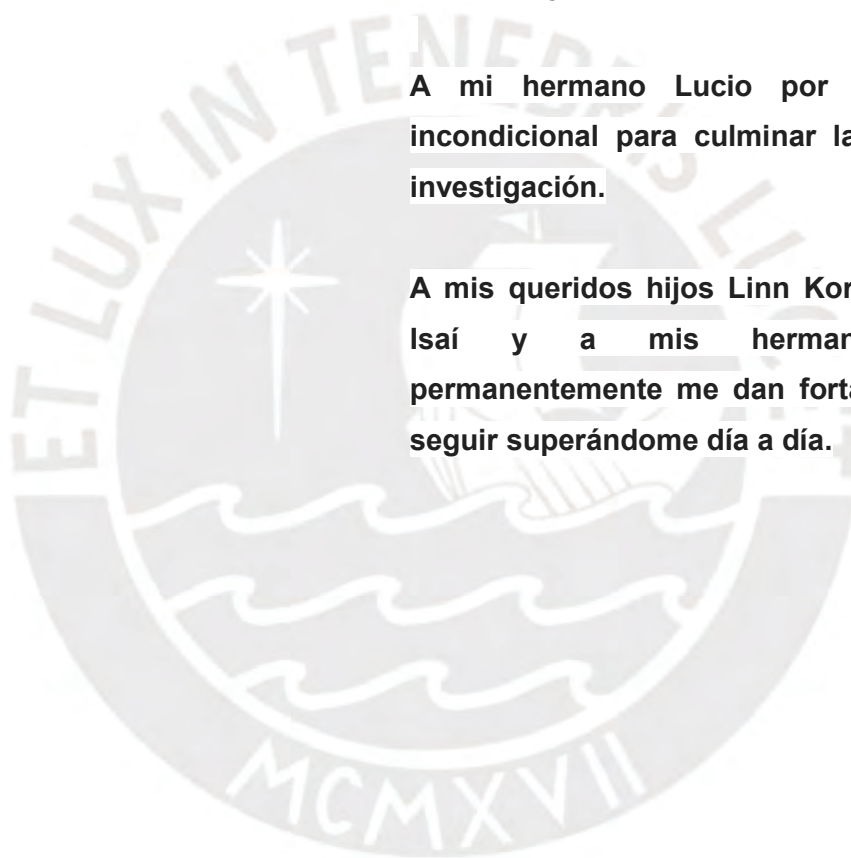 A mi hermano Lucio por
incondicional para culminar la
investigación.
A mis queridos hijos Linn Kor
Isaí y a mis herman
permanentemente me dan forta
seguir superándome día a día.
ET LUX IN TENEBRIS
MCMXVII